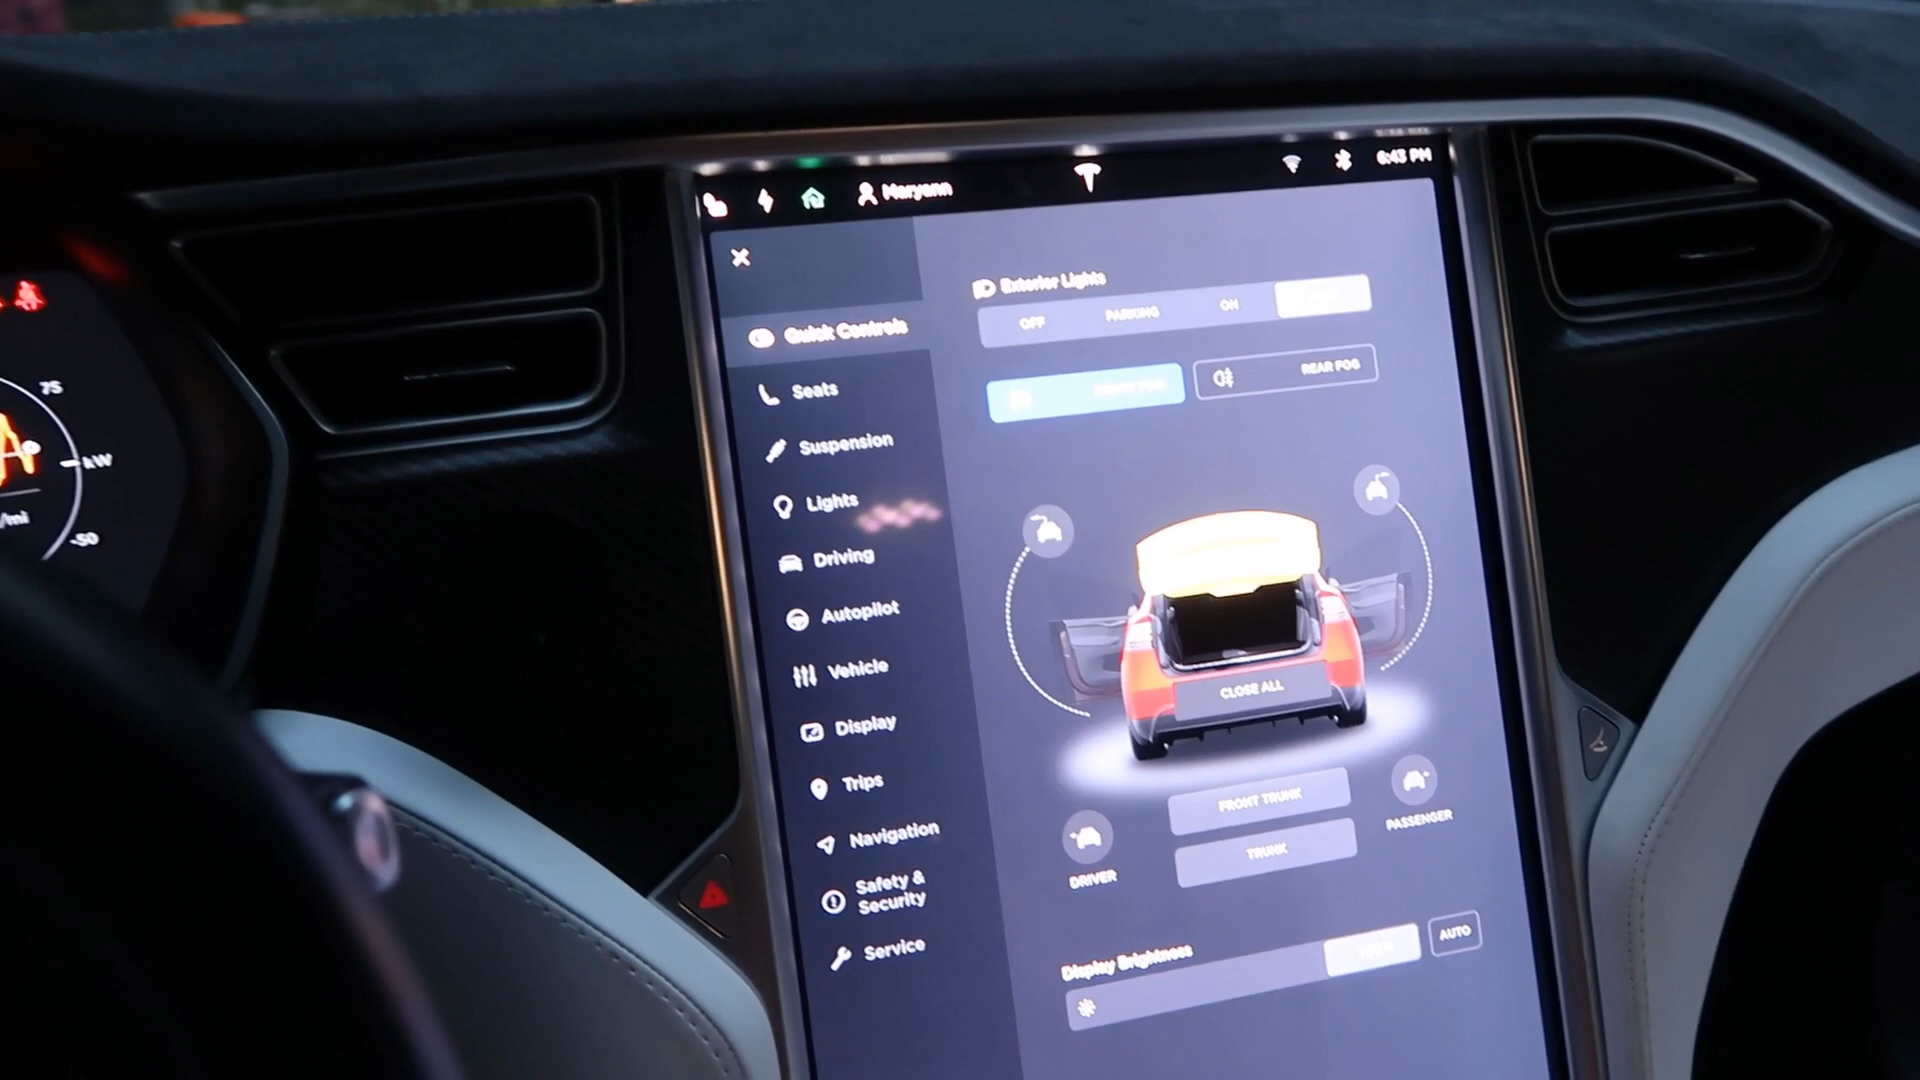 Maryann
6:43 PM
Exterior Lights
OFF PARKING ON
REAR FOG
Quick Controls
Seats
Suspension
Lights
Driving
Autopilot
Vehicle
Display
Trips
Navigation
Safety &
Security
Service
CLOSE ALL
FRONT TRUNK
TRUNK
DRIVER
PASSENGER
Display Brightness
AUTO
75
kW
-50
/mi